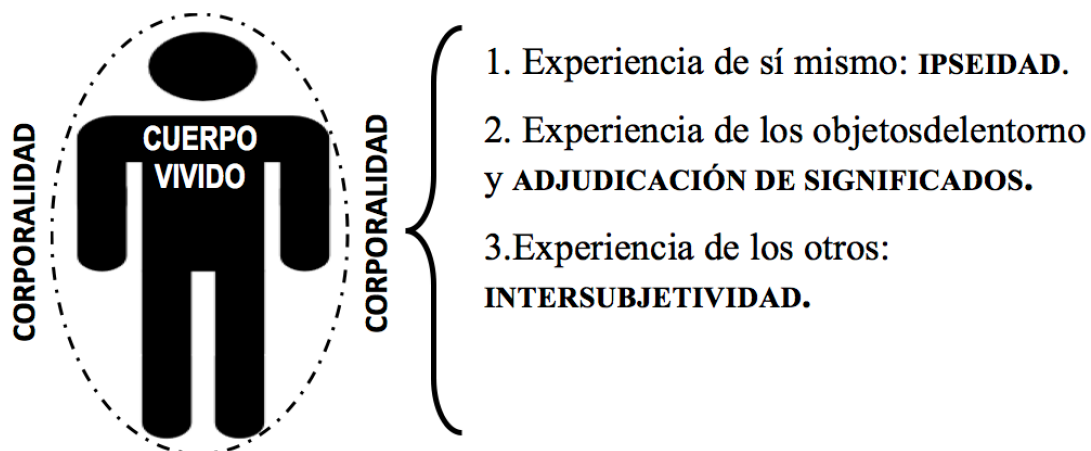 CORPORALIDAD
CUERPO
VIVIDO
CORPORALIDAD
1. Experiencia de sí mismo: IPSEIDAD.
2. Experiencia de los objetosdelentorno
y ADJUDICACIÓN DE SIGNIFICADOS.
3.Experiencia de los otros:
INTERSUBJETIVIDAD.